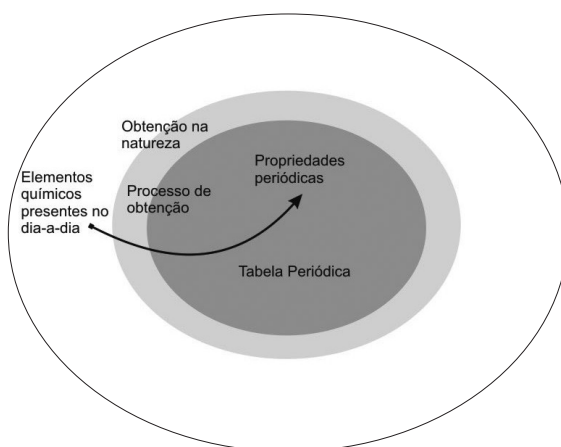 Obtenção na
natureza
Propriedades
periódicas
Elementos
químicos
presentes no
dia-a-dia
Processo de
obtenção
Tabela Periódica